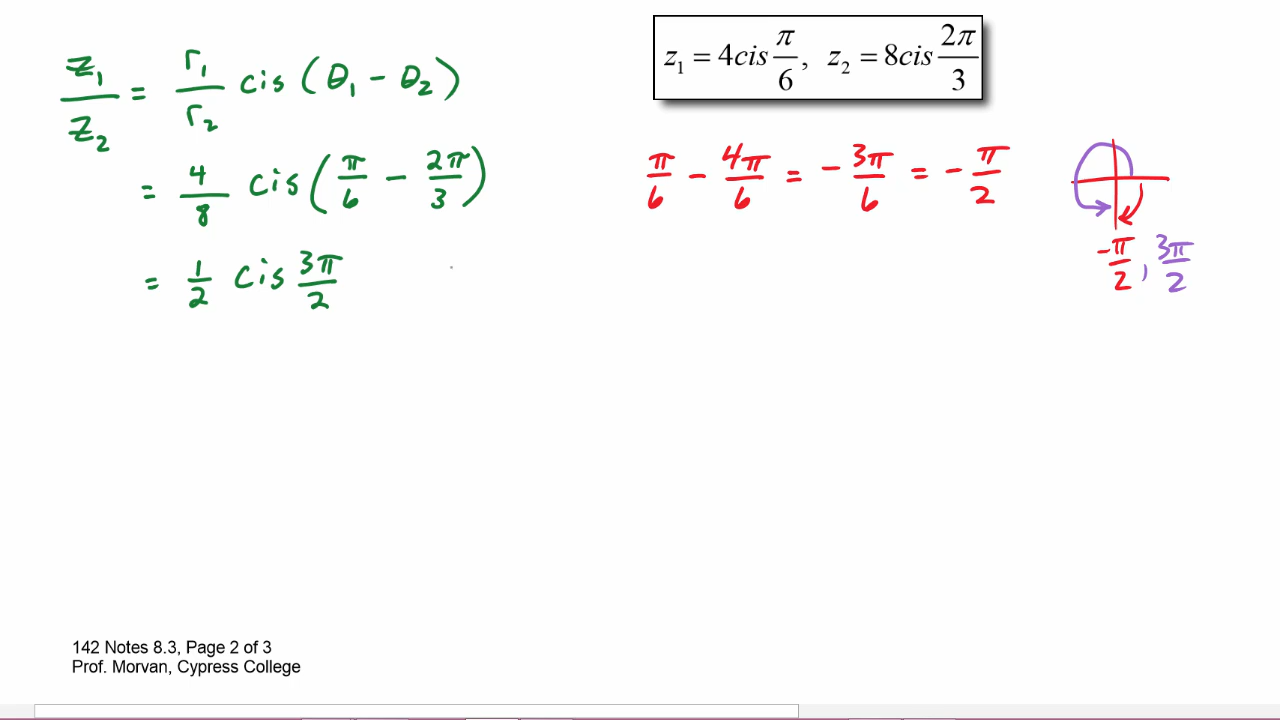 z₁ = 4cis π/6, z₂ = 8cis 2π/3
z₁/z₂ = r₁/r₂ cis (θ₁ − θ₂)
= 4/8 cis (π/6 − 2π/3)
π/6 − 4π/6 = − 3π/6 = − π/2
= 1/2 cis 3π/2
-π/2, 3π/2
142 Notes 8.3, Page 2 of 3
Prof. Morvan, Cypress College